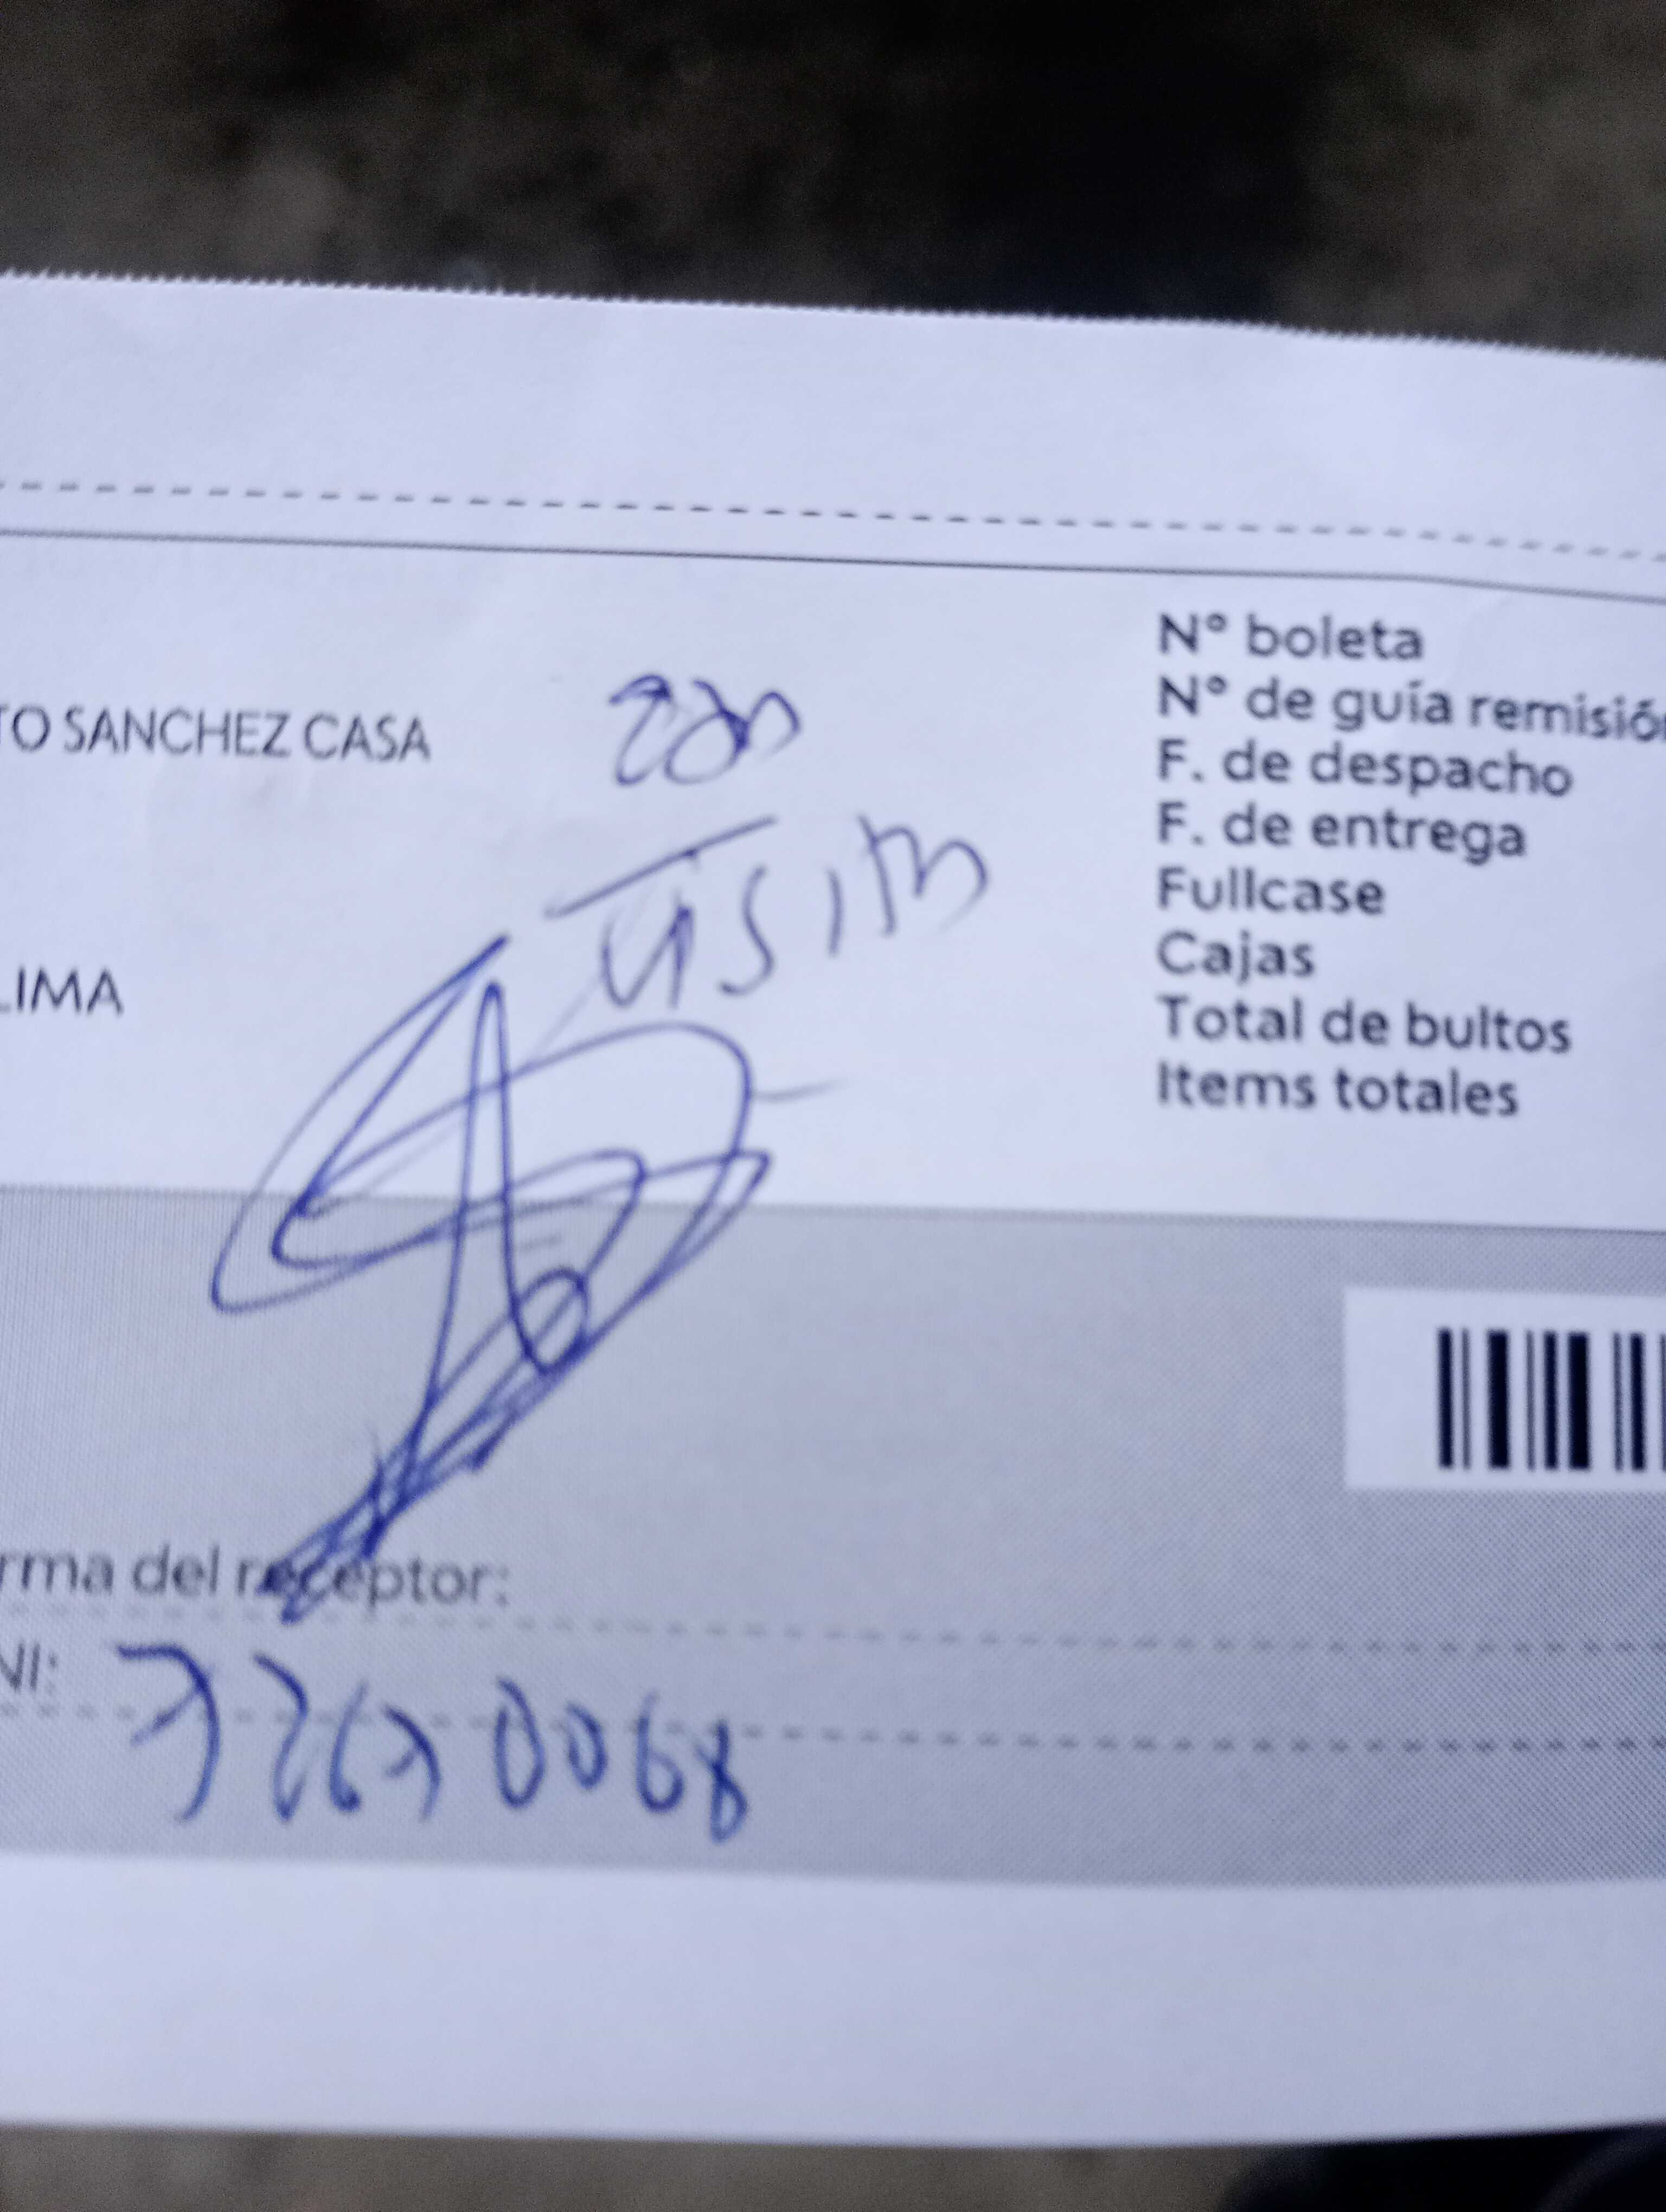 TO SANCHEZ CASA
LIMA
N° boleta
N° de guía remisión
F. de despacho
F. de entrega
Fullcase
Cajas
Total de bultos
Items totales
rma del receptor:
NI: